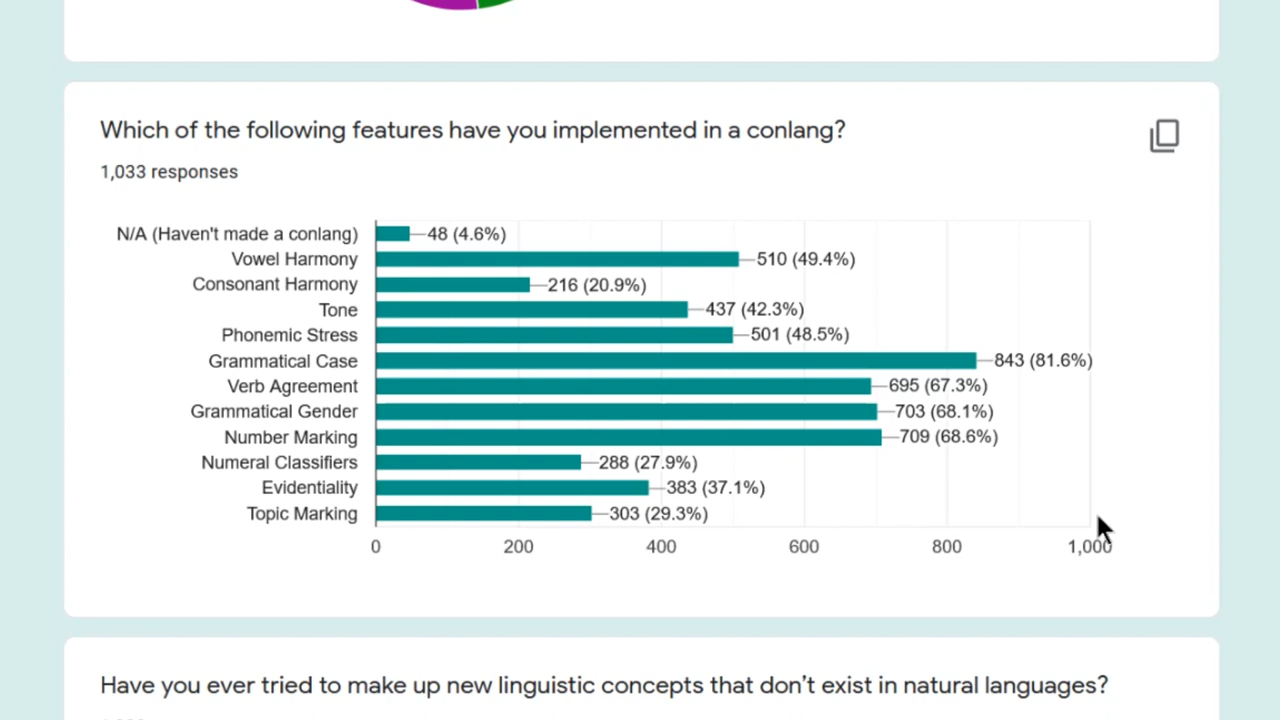 Which of the following features have you implemented in a conlang?
1,033 responses
N/A (Haven't made a conlang) 48 (4.6%)
Vowel Harmony 510 (49.4%)
Consonant Harmony 216 (20.9%)
Tone 437 (42.3%)
Phonemic Stress 501 (48.5%)
Grammatical Case 843 (81.6%)
Verb Agreement 695 (67.3%)
Grammatical Gender 703 (68.1%)
Number Marking 709 (68.6%)
Numeral Classifiers 288 (27.9%)
Evidentiality 383 (37.1%)
Topic Marking 303 (29.3%)
0 200 400 600 800 1,000
Have you ever tried to make up new linguistic concepts that don’t exist in natural languages?